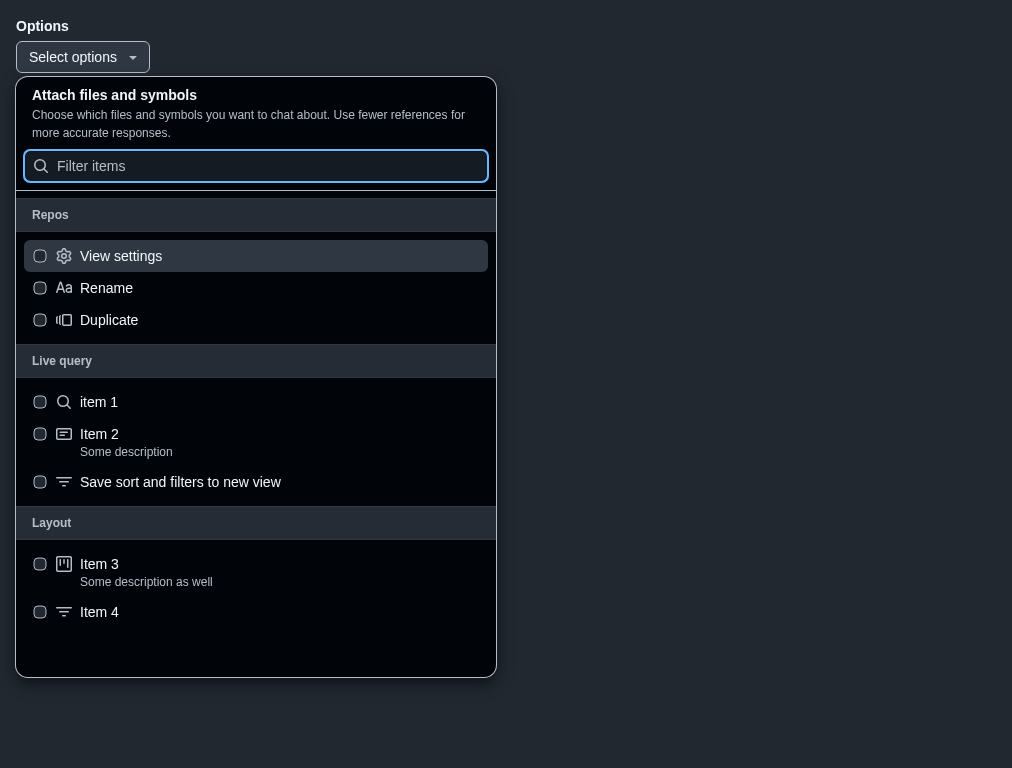 Options
Select options
Attach files and symbols
Choose which files and symbols you want to chat about. Use fewer references for
more accurate responses.
Filter items
Repos
View settings
Rename
Duplicate
Live query
item 1
Item 2
Some description
Save sort and filters to new view
Layout
Item 3
Some description as well
Item 4